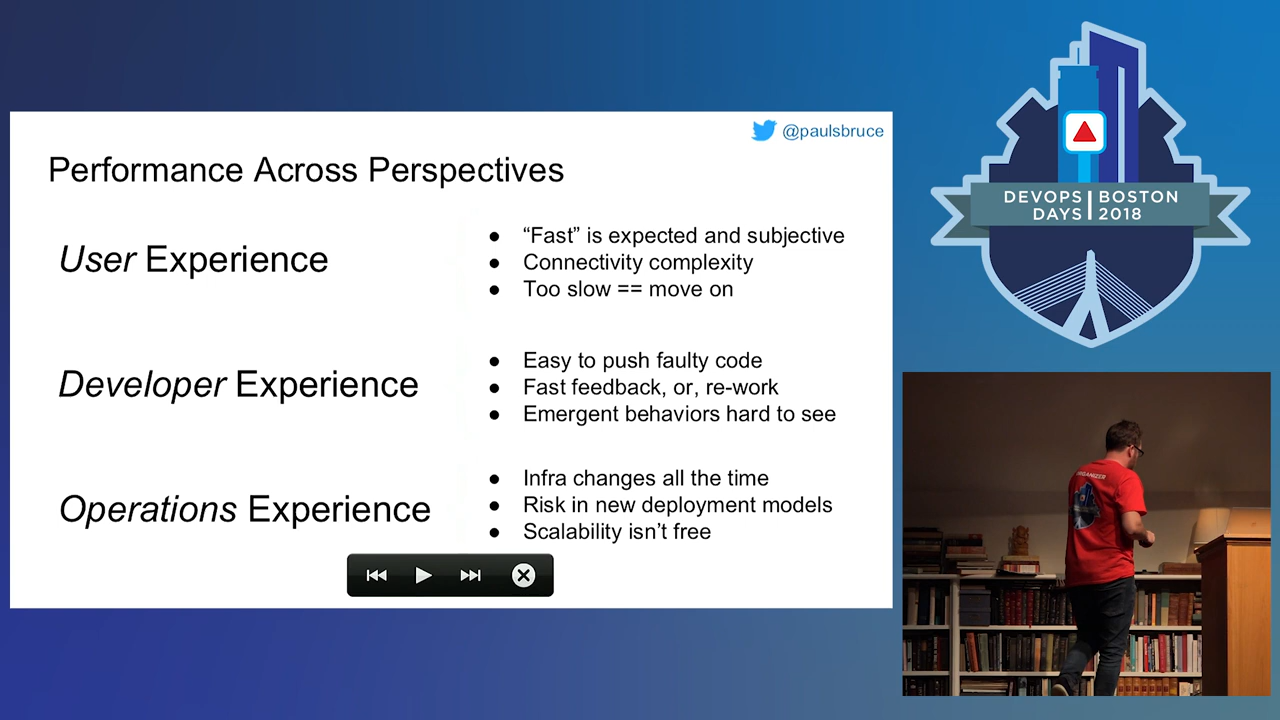 @paulsbruce
Performance Across Perspectives
User Experience
● “Fast” is expected and subjective
● Connectivity complexity
● Too slow == move on
Developer Experience
● Easy to push faulty code
● Fast feedback, or, re-work
● Emergent behaviors hard to see
Operations Experience
● Infra changes all the time
● Risk in new deployment models
● Scalability isn’t free
DEVOPS | BOSTON
DAYS | 2018
ORGANIZER